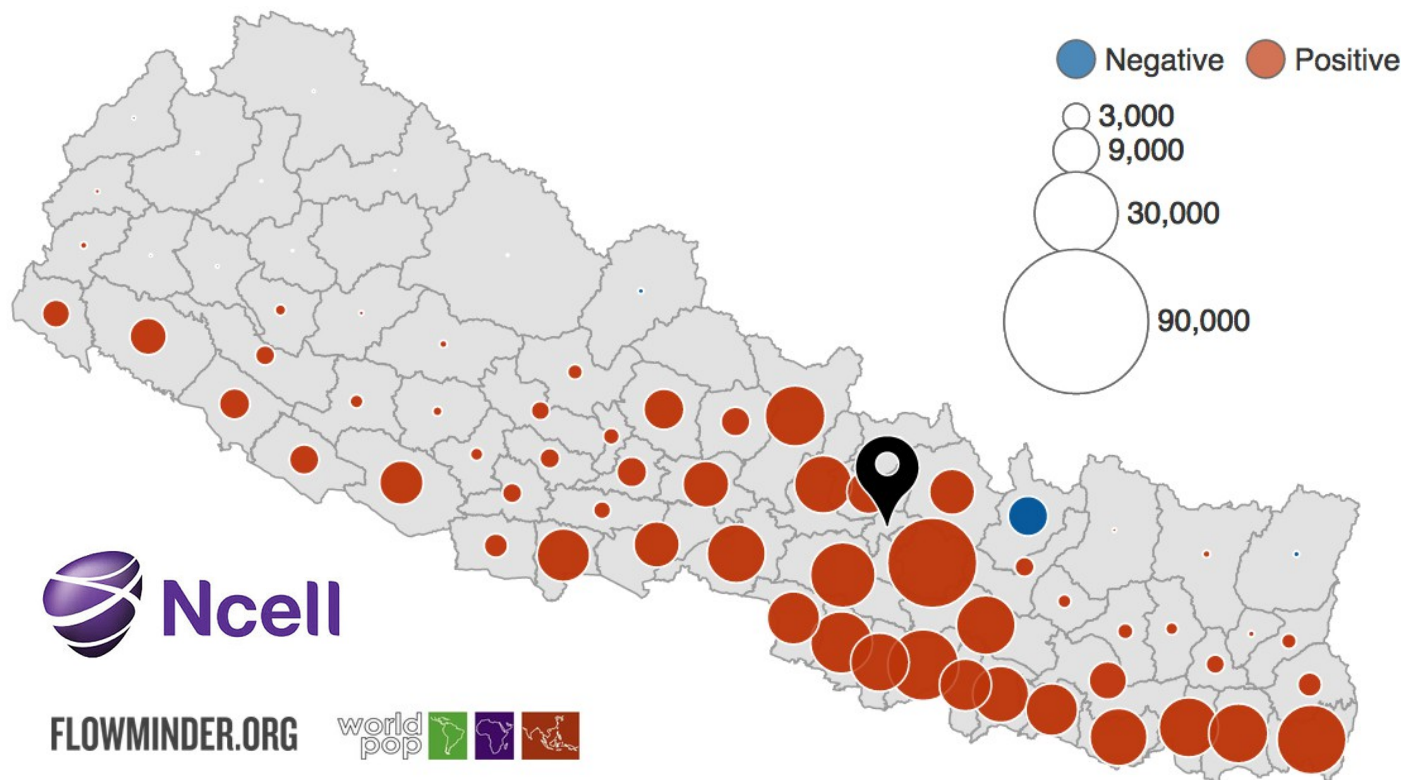 Negative Positive
3,000
9,000
30,000
90,000
Ncell
FLOWMINDER.ORG
world
pop